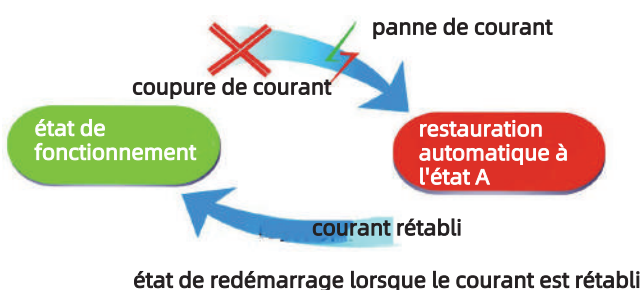 panne de courant
coupure de courant
état de
fonctionnement
restauration
automatique à
l'état A
courant rétabli
état de redémarrage lorsque le courant est rétabli